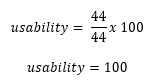 usability = 44/44 x 100
usability = 100